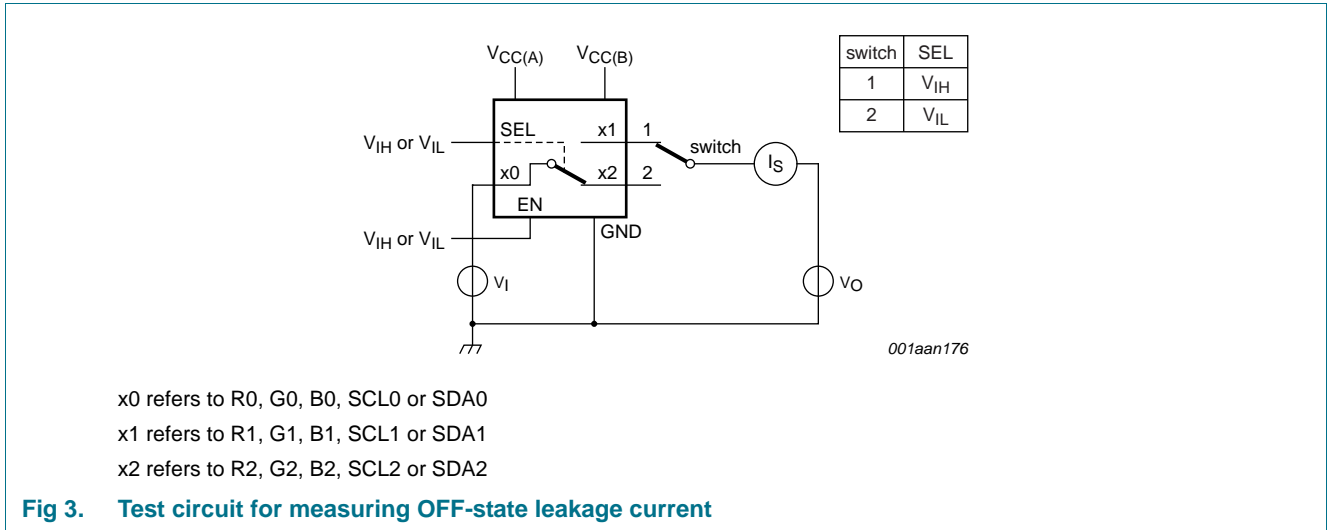 VCC(A) VCC(B)
switch SEL
1 VIH
2 VIL
VIH or VIL SEL x1 1 switch IS
x0 x2 2
EN
VIH or VIL GND
VI VO
001aan176
x0 refers to R0, G0, B0, SCL0 or SDA0
x1 refers to R1, G1, B1, SCL1 or SDA1
x2 refers to R2, G2, B2, SCL2 or SDA2
Fig 3. Test circuit for measuring OFF-state leakage current